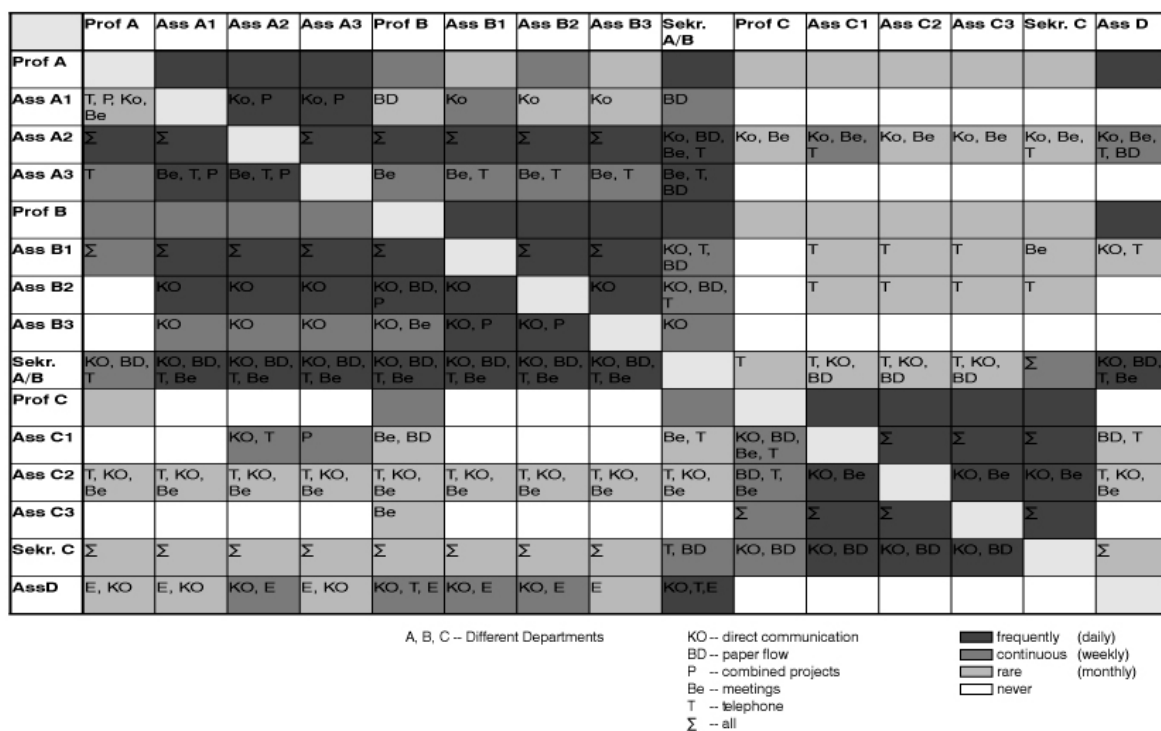 Prof A Ass A1 Ass A2 Ass A3 Prof B Ass B1 Ass B2 Ass B3 Sekr. A/B Prof C Ass C1 Ass C2 Ass C3 Sekr. C Ass D
Prof A
Ass A1 T, P, Ko, Be Ko, P Ko, P BD Ko Ko Ko BD
Ass A2 Σ Σ Σ Σ Σ Σ Σ Ko, BD, Be, T Ko, Be Ko, Be, T Ko, Be Ko, Be Ko, Be, T Ko, Be, T, BD
Ass A3 T Be, T, P Be, T, P Be Be, T Be, T Be, T Be, T, BD
Prof B
Ass B1 Σ Σ Σ Σ Σ Σ Σ KO, T, BD T T T Be KO, T
Ass B2 KO KO KO KO, BD, P KO KO KO, BD, T T T T T
Ass B3 KO KO KO KO, Be KO, P KO, P KO
Sekr. A/B KO, BD, T KO, BD, T, Be KO, BD, T, Be KO, BD, T, Be KO, BD, T, Be KO, BD, T, Be KO, BD, T, Be KO, BD, T, Be T T, KO, BD T, KO, BD T, KO, BD Σ KO, BD, T, Be
Prof C
Ass C1 KO, T P Be, BD Be, T KO, BD, Be, T Σ Σ Σ BD, T
Ass C2 T, KO, Be T, KO, Be T, KO, Be T, KO, Be T, KO, Be T, KO, Be T, KO, Be T, KO, Be T, KO, Be BD, T, Be KO, Be KO, Be KO, Be T, KO, Be
Ass C3 Be Σ Σ Σ Σ
Sekr. C Σ Σ Σ Σ Σ Σ Σ Σ T, BD KO, BD KO, BD KO, BD KO, BD Σ
AssD E, KO E, KO KO, E E, KO KO, T, E KO, E KO, E E KO,T,E
A, B, C -- Different Departments
KO -- direct communication
BD -- paper flow
P -- combined projects
Be -- meetings
T -- telephone
Σ -- all
frequently (daily)
continuous (weekly)
rare (monthly)
never